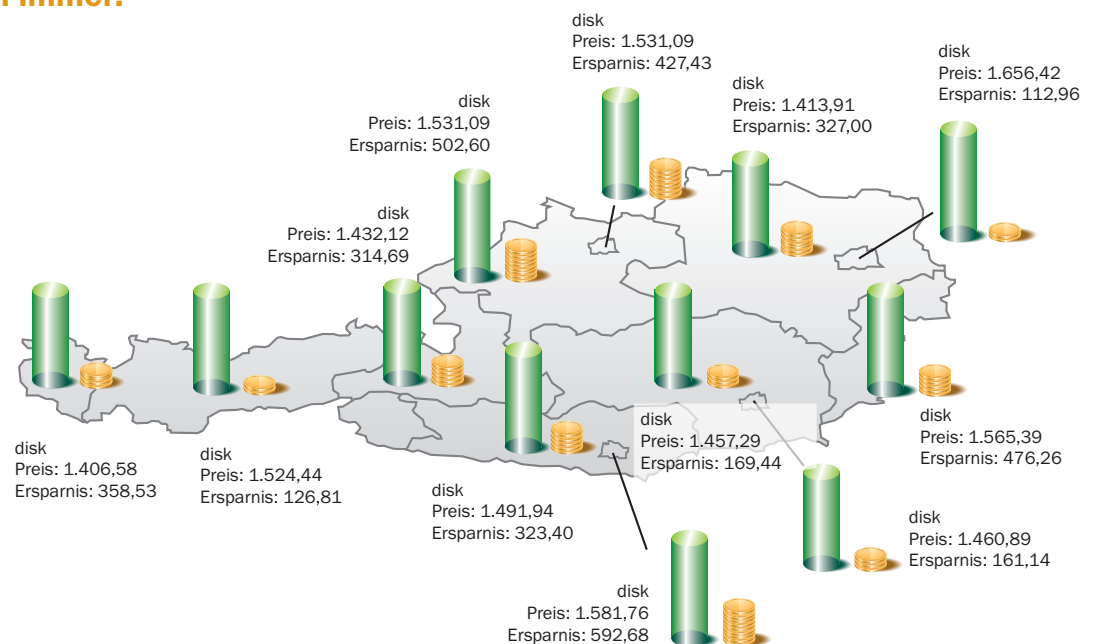 disk
Preis: 1.531,09
Ersparnis: 427,43
disk
Preis: 1.656,42
Ersparnis: 112,96
disk
Preis: 1.413,91
Ersparnis: 327,00
disk
Preis: 1.531,09
Ersparnis: 502,60
disk
Preis: 1.432,12
Ersparnis: 314,69
disk
Preis: 1.406,58
Ersparnis: 358,53
disk
Preis: 1.524,44
Ersparnis: 126,81
disk
Preis: 1.491,94
Ersparnis: 323,40
disk
Preis: 1.457,29
Ersparnis: 169,44
disk
Preis: 1.565,39
Ersparnis: 476,26
disk
Preis: 1.460,89
Ersparnis: 161,14
disk
Preis: 1.581,76
Ersparnis: 592,68